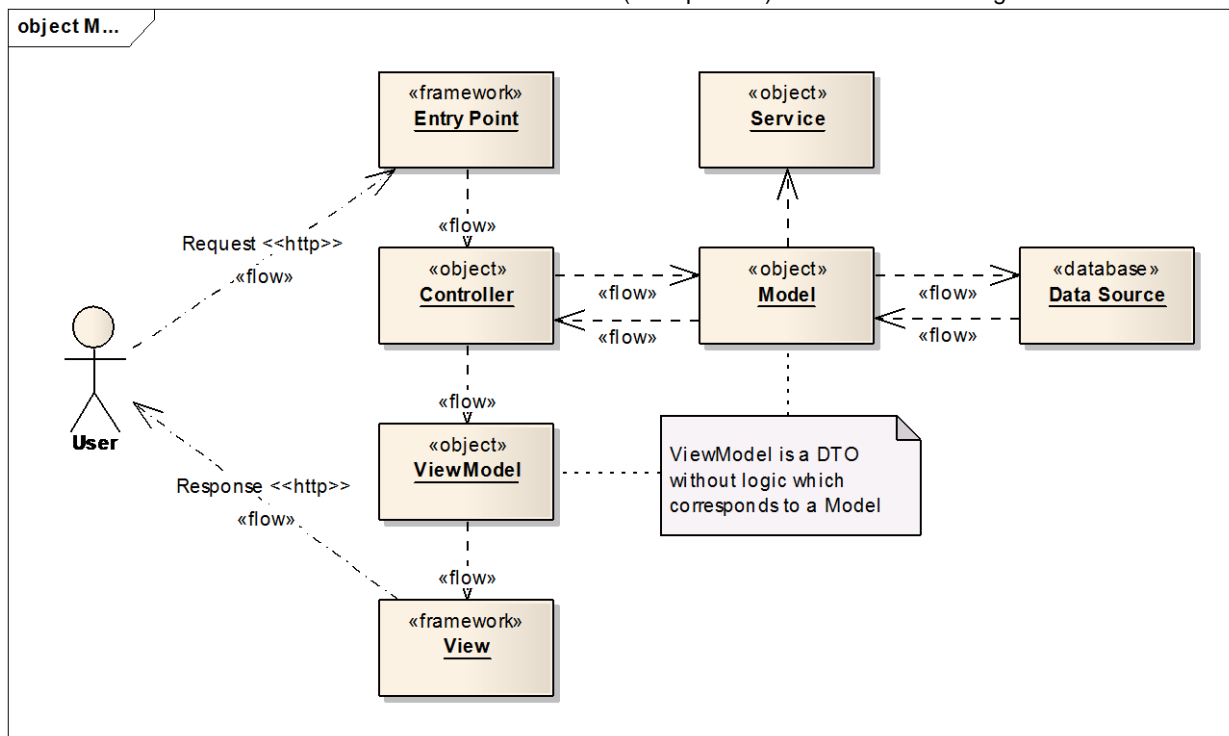 object M...
«framework»
Entry Point
«object»
Service
Request <<http>>
«flow»
«flow»
«object»
Controller
«flow»
«flow»
«object»
Model
«flow»
«flow»
«database»
Data Source
User
«flow»
«object»
ViewModel
ViewModel is a DTO
without logic which
corresponds to a Model
Response <<http>>
«flow»
«flow»
«framework»
View